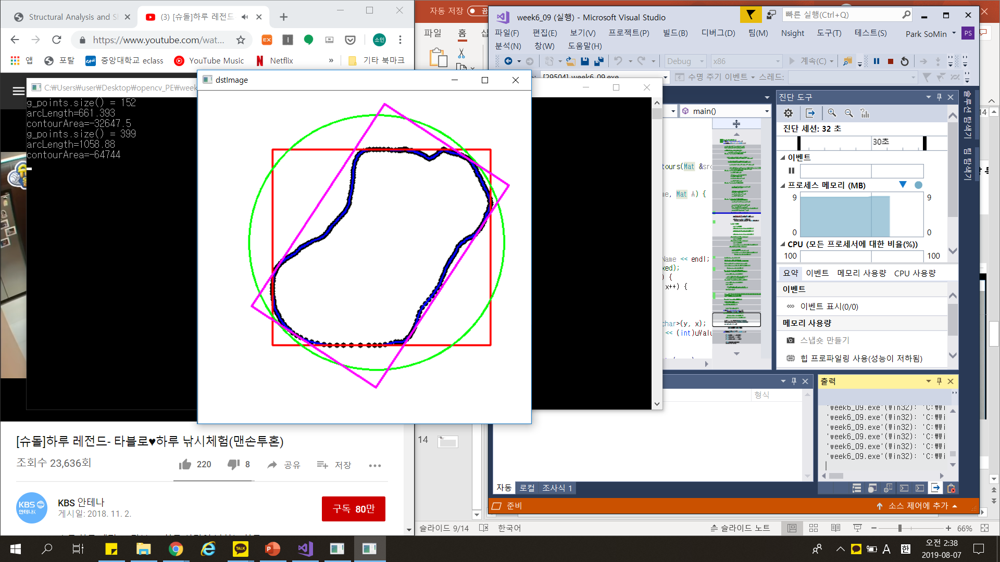 Structural Analysis and Sh
(3) [슈돌]하루 레전드
https://www.youtube.com/wat...
소민
앱
포탈
중앙대학교 eclass
YouTube Music
Netflix
»
기타 북마크
자동 저장
파일
홈
C:₩Users₩user₩Desktop₩opencv_PE₩week
g_points.size() = 152
arcLength=661.393
contourArea=-32647.5
g_points.size() = 399
arcLength=1058.88
contourArea=-64744
dstImage
[슈돌]하루 레전드- 타블로♥하루 낚시체험(맨손투혼)
조회수 23,636회
220
8
공유
저장
KBS 안테나
게시일: 2018. 11. 2.
구독 80만
week6_09 (실행) - Microsoft Visual Studio
빠른 실행(Ctrl+Q)
파일(F)
편집(E)
보기(V)
프로젝트(P)
빌드(B)
디버그(D)
팀(M)
Nsight
도구(T)
테스트(S)
Park SoMin
PS
분석(N)
창(W)
도움말(H)
Debug
x86
계속(C)
[29504] week6_09.exe
수명 주기 이벤트
스레드:
main()
tours(Mat &src
ne, Mat A) {
Name << endl;
xed);
) {
x++) {
char>(y, x);
<< (int)uValu
진단 도구
진단 세션: 32 초
30초
이벤트
프로세스 메모리 (MB)
9
9
0
0
CPU (모든 프로세서에 대한 비율(%))
100
100
요약
이벤트
메모리 사용량
CPU 사용량
이벤트
이벤트 표시(0/0)
메모리 사용량
스냅숏 만들기
힙 프로파일링 사용(성능이 저하됨)
솔루션 탐색기
팀 탐색기
형식
출력
'week6_09.exe'(Win32): 'C:₩Wi
'week6_09.exe'(Win32): 'C:₩Wi
'week6_09.exe'(Win32): 'C:₩Wi
'week6_09.exe'(Win32): 'C:₩Wi
'week6_09.exe'(Win32): 'C:₩Wi
'week6_09.exe'(Win32): 'C:₩Wi
자동
로컬
조사식 1
준비
소스 제어에 추가
14
14
슬라이드 9/14
한국어
슬라이드 노트
66%
TALK
A
한
오전 2:38
2019-08-07